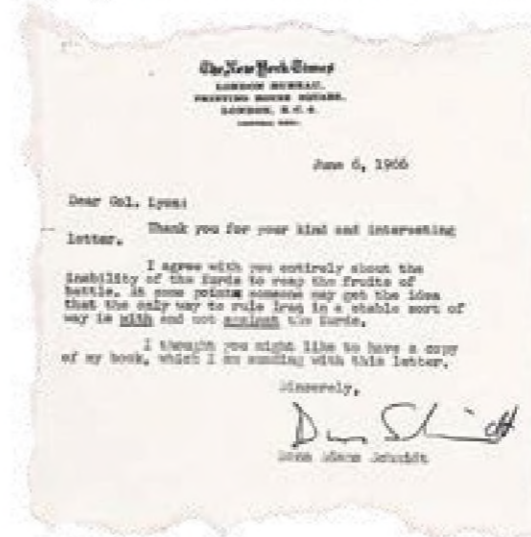 The New York Times
LONDON BUREAU,
PRINTING HOUSE SQUARE,
LONDON, E.C.4.
June 6, 1966
Dear Col. Lyon:
Thank you for your kind and interesting
letter.
I agree with you entirely about the
inability of the Kurds to reap the fruits of
battle. At some point someone may get the idea
that the only way to rule Iraq in a stable sort of
way is with and not against the Kurds.
I thought you might like to have a copy
of my book, which I am sending with this letter.
Sincerely,
Dana Adams Schmidt